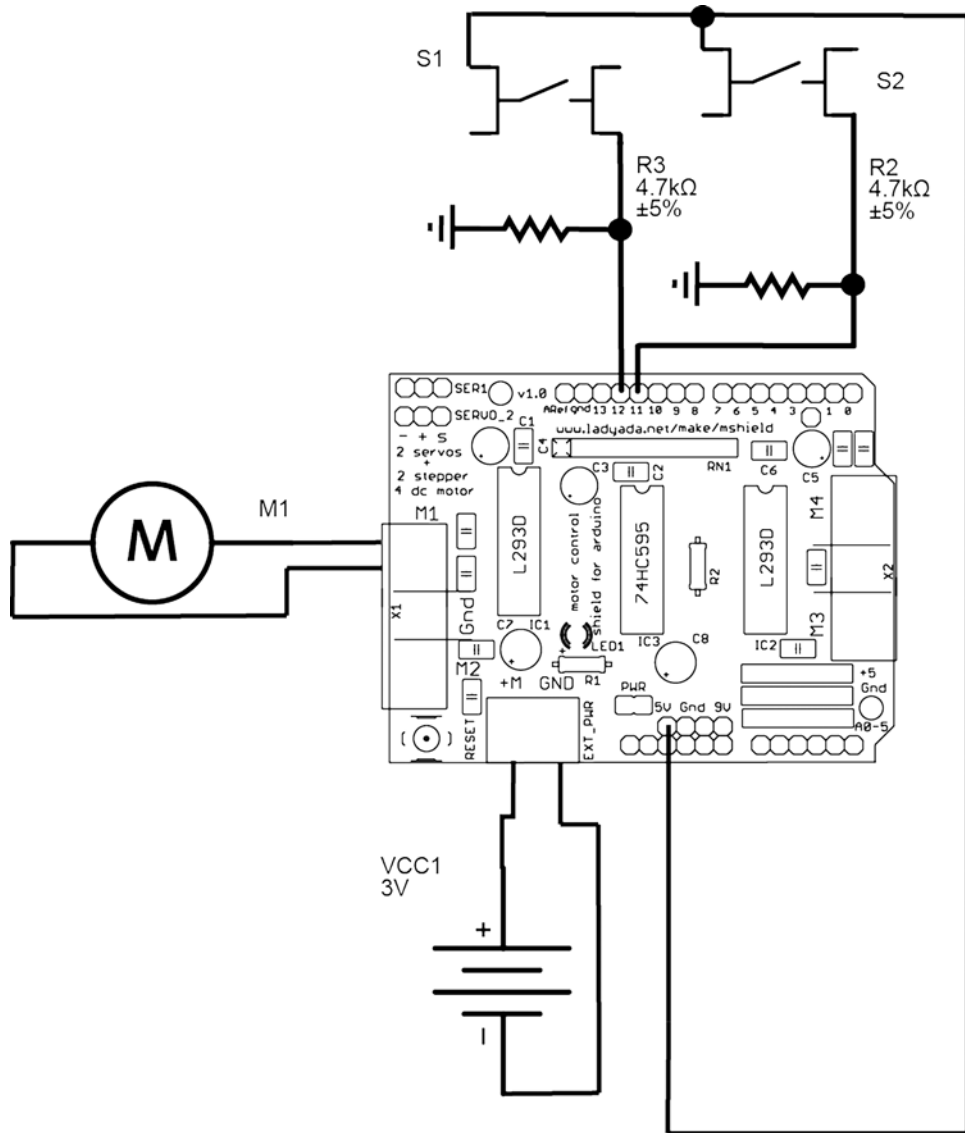 S1
S2
R3
4.7kΩ
±5%
R2
4.7kΩ
±5%
SER1
v1.0
ARef gnd 13 12 11 10 9 8
7 6 5 4 3 1 0
SERVO_2
www.ladyada.net/make/mshield
- + S
2 servos
+
2 stepper
4 dc motor
C1
C4
C3
C2
RN1
C6
C5
M1
M
M1
L293D
motor control
shield for arduino
74HC595
R2
L293D
M4
X2
X1
Gnd
C7
IC1
LED1
IC3
C8
IC2
M3
M2
+M
GND
R1
PWR
+5
Gnd
A0-5
5V Gnd 9V
RESET
EXT_PWR
VCC1
3V
+
-